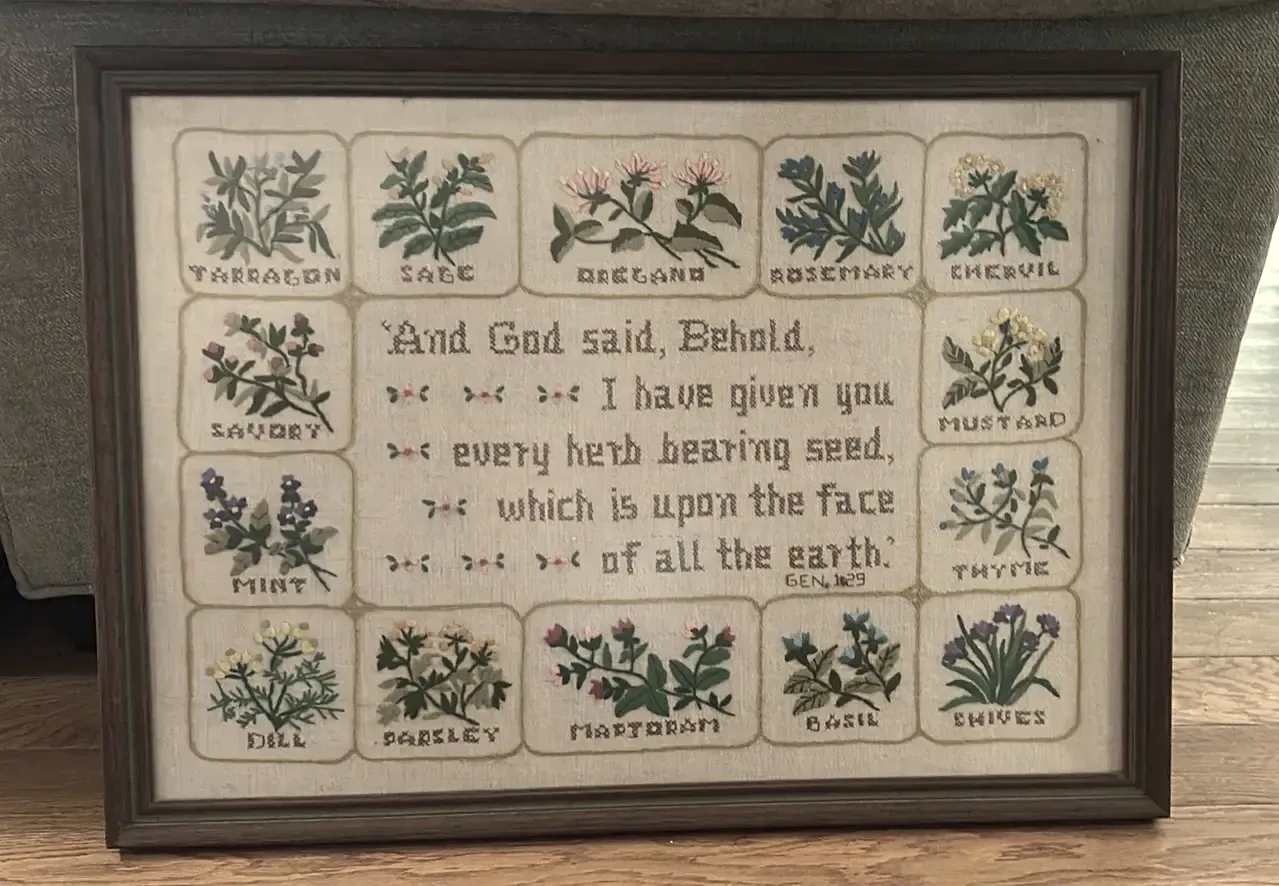 TARRAGON
SAGE
OREGANO
ROSEMARY
CHERVIL
SAVORY
MUSTARD
MINT
THYME
'And God said, Behold,
I have given you
every herb bearing seed,
which is upon the face
of all the earth.'
GEN. 1:29
DILL
PARSLEY
MARJORAM
BASIL
CHIVES